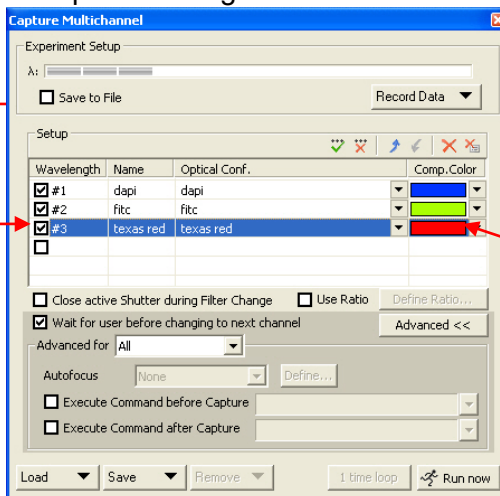 Capture Multichannel
Experiment Setup
λ:
Save to File
Record Data
Setup
Wavelength Name Optical Conf. Comp.Color
#1 dapi dapi
#2 fitc fitc
#3 texas red texas red
Close active Shutter during Filter Change Use Ratio Define Ratio...
Wait for user before changing to next channel Advanced <<
Advanced for All
Autofocus None Define...
Execute Command before Capture
Execute Command after Capture
Load Save Remove 1 time loop Run now